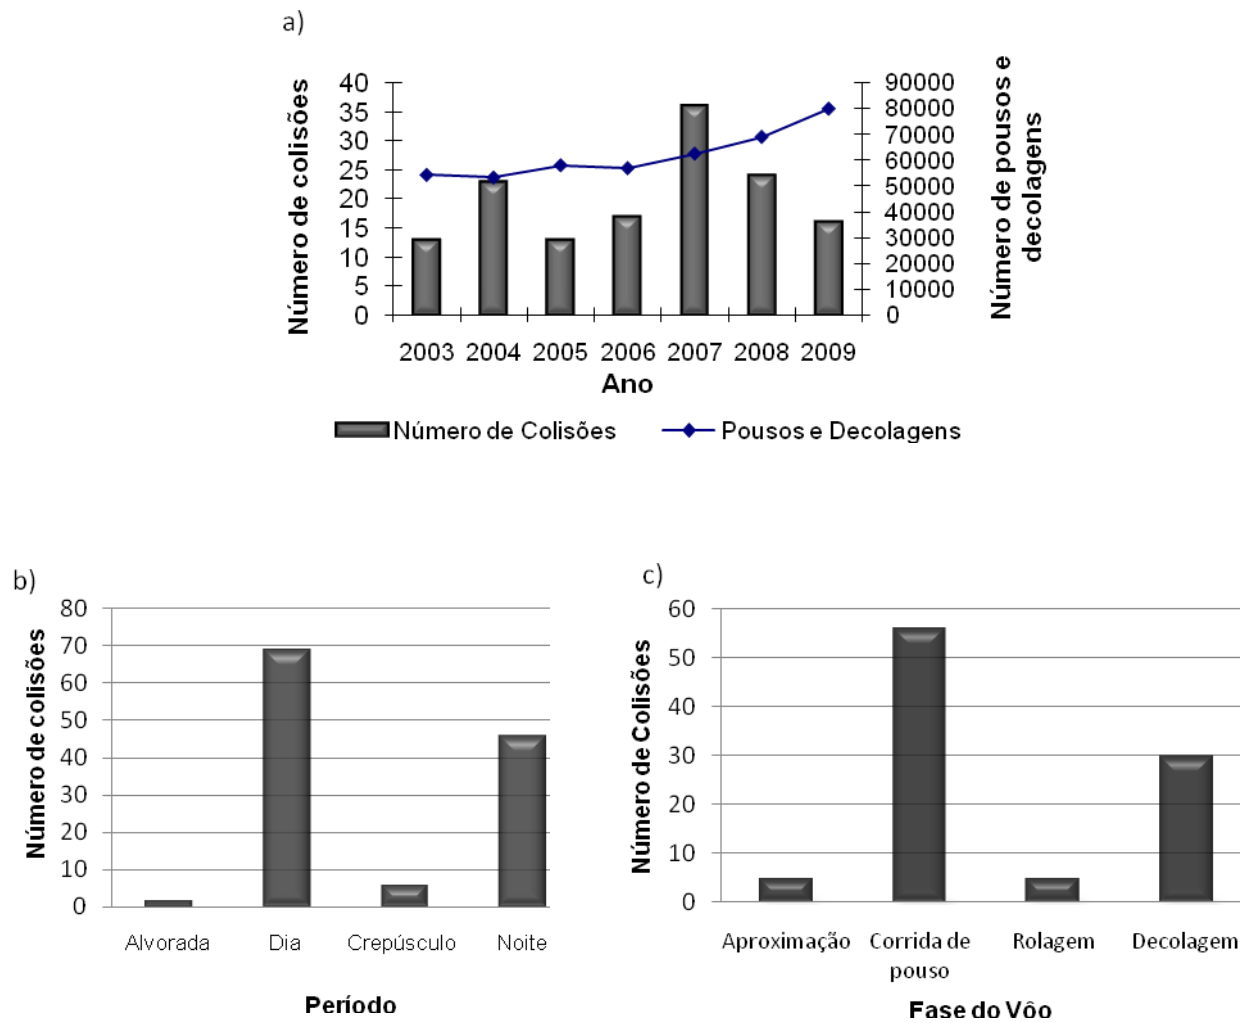 a)
Número de colisões
40
35
30
25
20
15
10
5
0
90000
80000
70000
60000
50000
40000
30000
20000
10000
0
Número de pousos e
decolagens
2003 2004 2005 2006 2007 2008 2009
Ano
Número de Colisões Pousos e Decolagens
b)
Número de colisões
80
70
60
50
40
30
20
10
0
Alvorada Dia Crepúsculo Noite
Período
c)
Número de Colisões
60
50
40
30
20
10
0
Aproximação Corrida de Rolagem Decolagem
pouso
Fase do Vôo